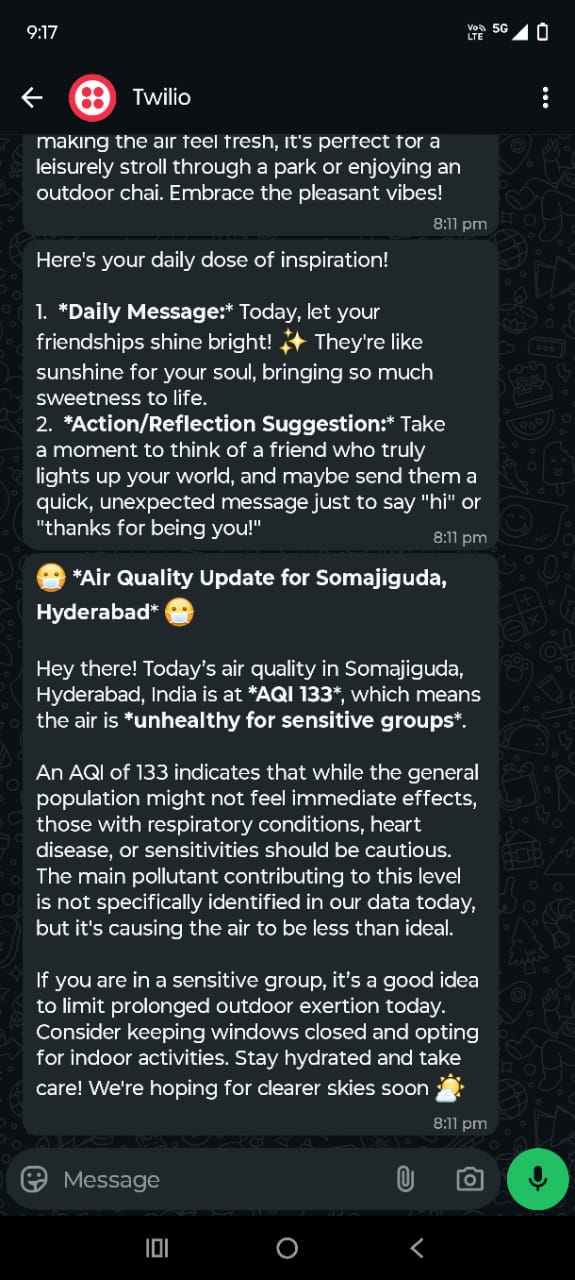 9:17
Vo LTE 5G
Twilio
making the air feel fresh, it's perfect for a
leisurely stroll through a park or enjoying an
outdoor chai. Embrace the pleasant vibes!
8:11 pm
Here's your daily dose of inspiration!
1. *Daily Message:* Today, let your
friendships shine bright! ✨ They're like
sunshine for your soul, bringing so much
sweetness to life.
2. *Action/Reflection Suggestion:* Take
a moment to think of a friend who truly
lights up your world, and maybe send them a
quick, unexpected message just to say "hi" or
"thanks for being you!"
8:11 pm
😷 *Air Quality Update for Somajiguda,
Hyderabad* 😷
Hey there! Today’s air quality in Somajiguda,
Hyderabad, India is at *AQI 133*, which means
the air is *unhealthy for sensitive groups*.
An AQI of 133 indicates that while the general
population might not feel immediate effects,
those with respiratory conditions, heart
disease, or sensitivities should be cautious.
The main pollutant contributing to this level
is not specifically identified in our data today,
but it's causing the air to be less than ideal.
If you are in a sensitive group, it’s a good idea
to limit prolonged outdoor exertion today.
Consider keeping windows closed and opting
for indoor activities. Stay hydrated and take
care! We're hoping for clearer skies soon 🌤️
8:11 pm
Message